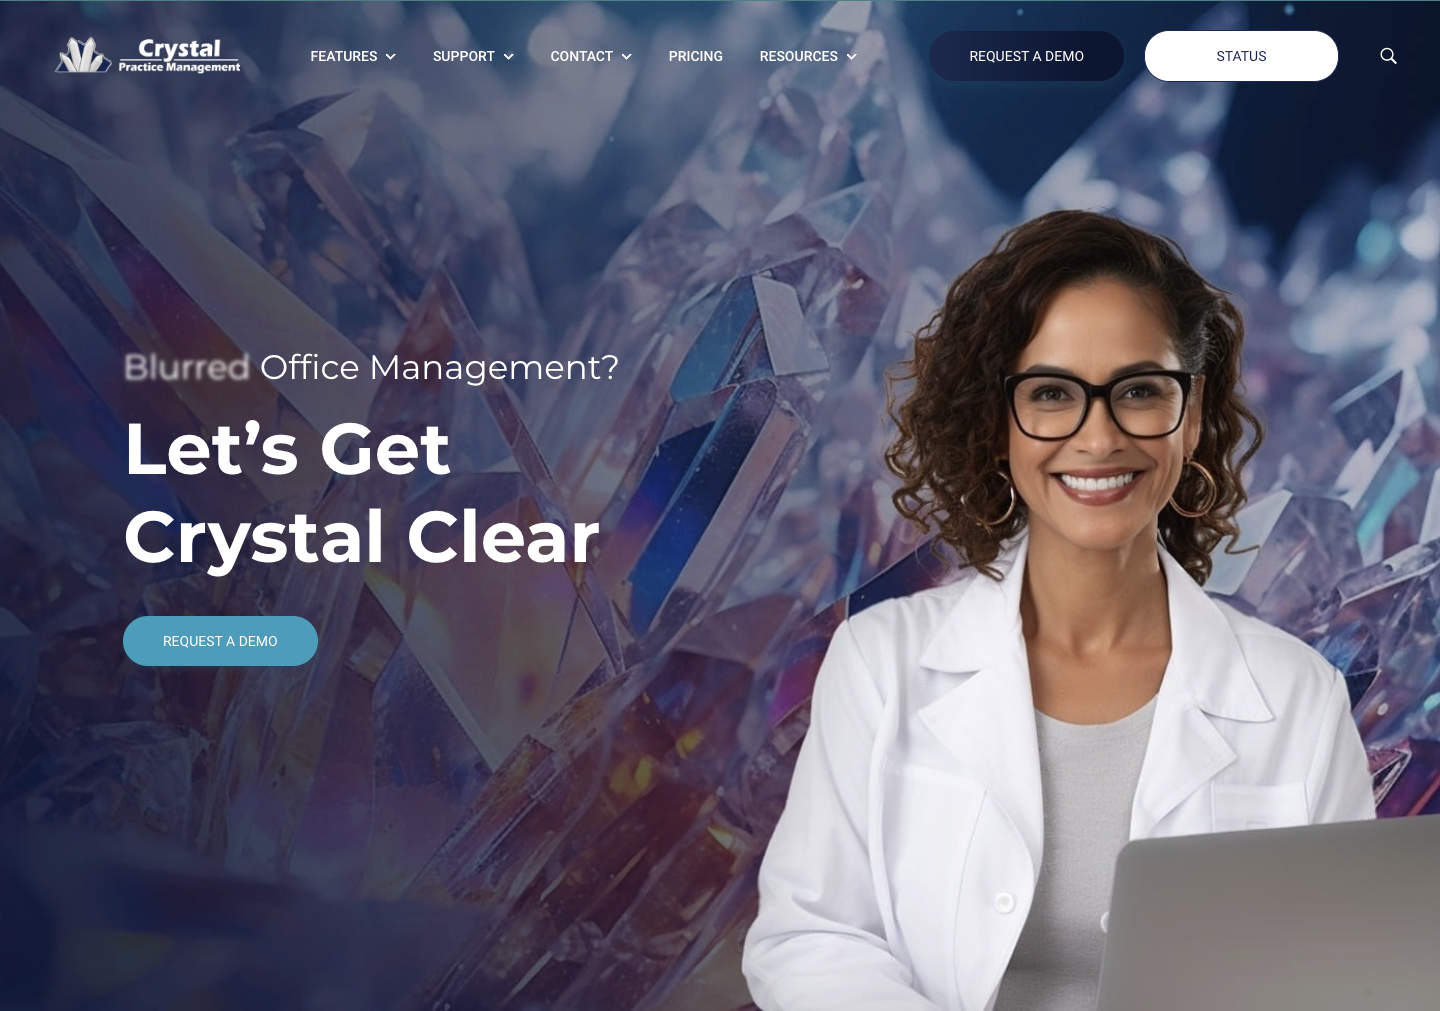 Crystal
Practice Management
FEATURES
SUPPORT
CONTACT
PRICING
RESOURCES
REQUEST A DEMO
STATUS
Blurred Office Management?
Let’s Get
Crystal Clear
REQUEST A DEMO